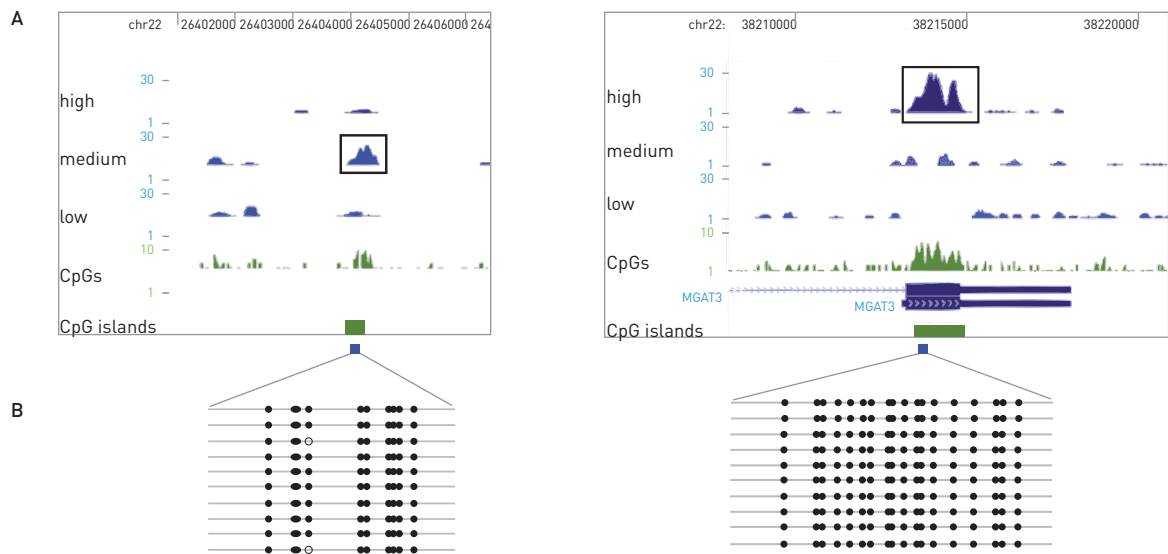 A
chr22 26402000 26403000 26404000 26405000 26406000 264
30
high
1
30
medium
1
30
low
1
10
CpGs
1
CpG islands
chr22: 38210000 38215000 38220000
30
high
1
30
medium
1
30
low
1
10
CpGs
1
MGAT3
MGAT3
CpG islands
B